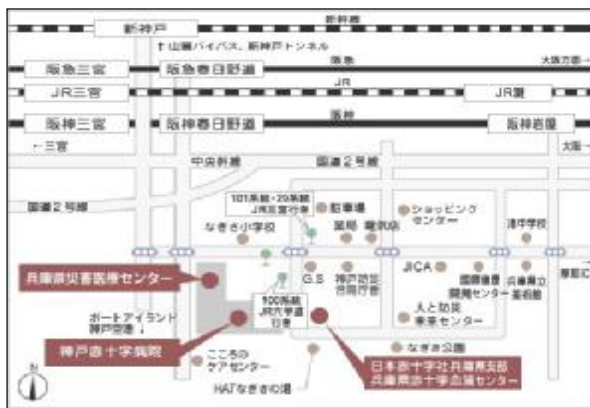 新幹線
新神戸
↑山麓バイパス、新神戸トンネル
阪急
大阪方面→
阪急三宮
阪急春日野道
JR
JR三宮
JR灘
阪神
阪神三宮
阪神春日野道
阪神岩屋
←三宮
中央幹線
国道2号線
大阪→
国道2号線
101系統・29系統
JR三宮行き
駐車場
ショッピング
センター
なぎさ小学校
薬局
電気店
渚中学校
兵庫県災害医療センター
G.S
神戸防災
合同庁舎
JICA
国際健康
開発センター
兵庫県立
美術館
100系統
JR六甲道
行き
ポートアイランド
神戸空港 ↓
神戸赤十字病院
人と防災
未来センター
日本赤十字社兵庫県支部
兵庫県赤十字血液センター
なぎさ公園
こころの
ケアセンター
HATなぎさの湯
N